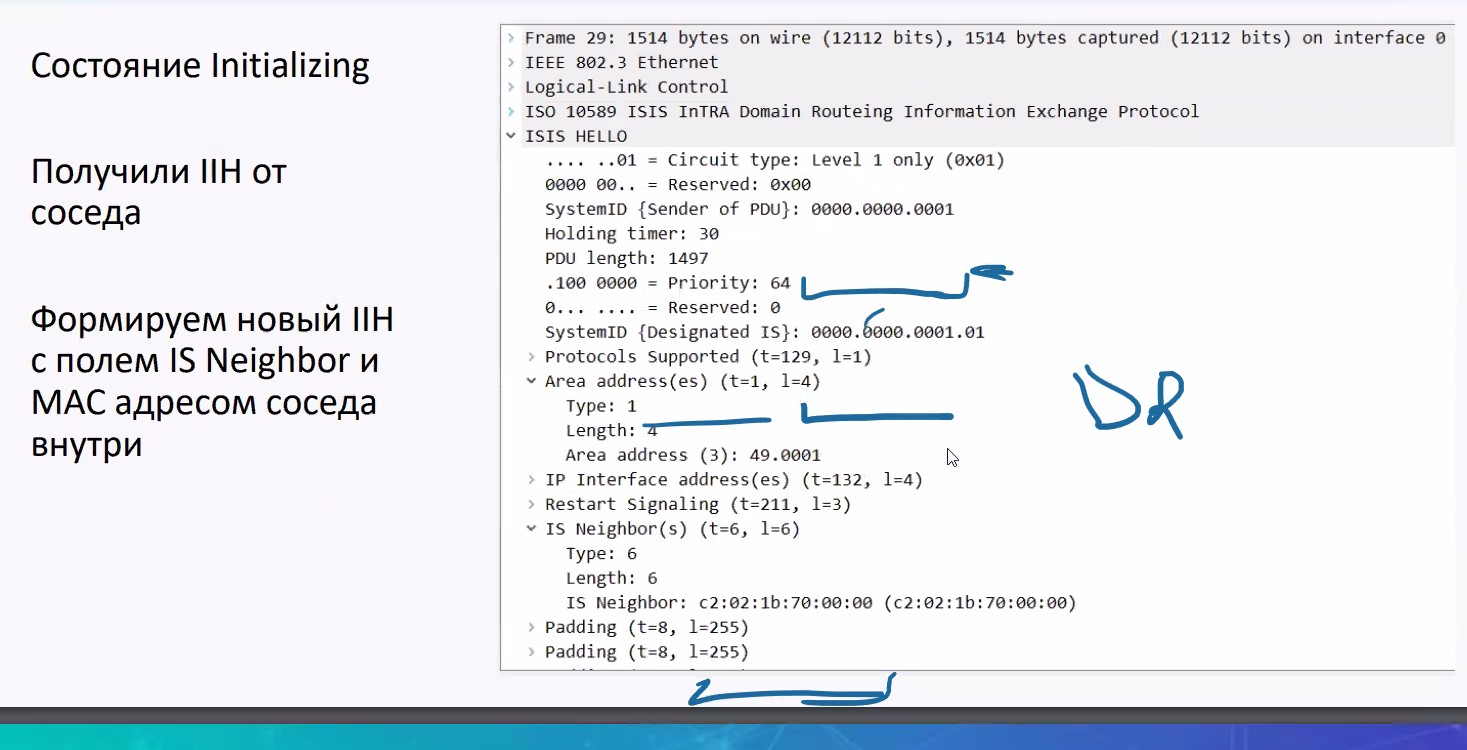 Состояние Initializing
Получили IIH от
соседа
Формируем новый IIH
с полем IS Neighbor и
MAC адресом соседа
внутри
Frame 29: 1514 bytes on wire (12112 bits), 1514 bytes captured (12112 bits) on interface 0
IEEE 802.3 Ethernet
Logical-Link Control
ISO 10589 ISIS InTRA Domain Routeing Information Exchange Protocol
ISIS HELLO
.... ..01 = Circuit type: Level 1 only (0x01)
0000 00.. = Reserved: 0x00
SystemID {Sender of PDU}: 0000.0000.0001
Holding timer: 30
PDU length: 1497
.100 0000 = Priority: 64
0... .... = Reserved: 0
SystemID {Designated IS}: 0000.0000.0001.01
Protocols Supported (t=129, l=1)
Area address(es) (t=1, l=4)
Type: 1
Length: 4
Area address (3): 49.0001
IP Interface address(es) (t=132, l=4)
Restart Signaling (t=211, l=3)
IS Neighbor(s) (t=6, l=6)
Type: 6
Length: 6
IS Neighbor: c2:02:1b:70:00:00 (c2:02:1b:70:00:00)
Padding (t=8, l=255)
Padding (t=8, l=255)
DR